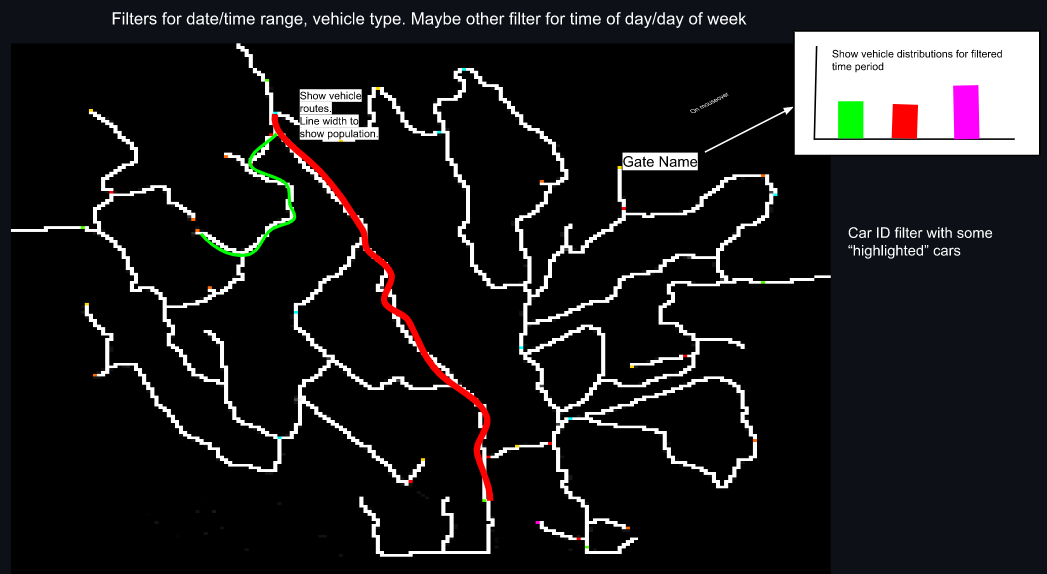 Filters for date/time range, vehicle type. Maybe other filter for time of day/day of week
Show vehicle distributions for filtered
time period
Show vehicle
routes.
Line width to
show population.
On mouseover
Gate Name
Car ID filter with some
“highlighted” cars